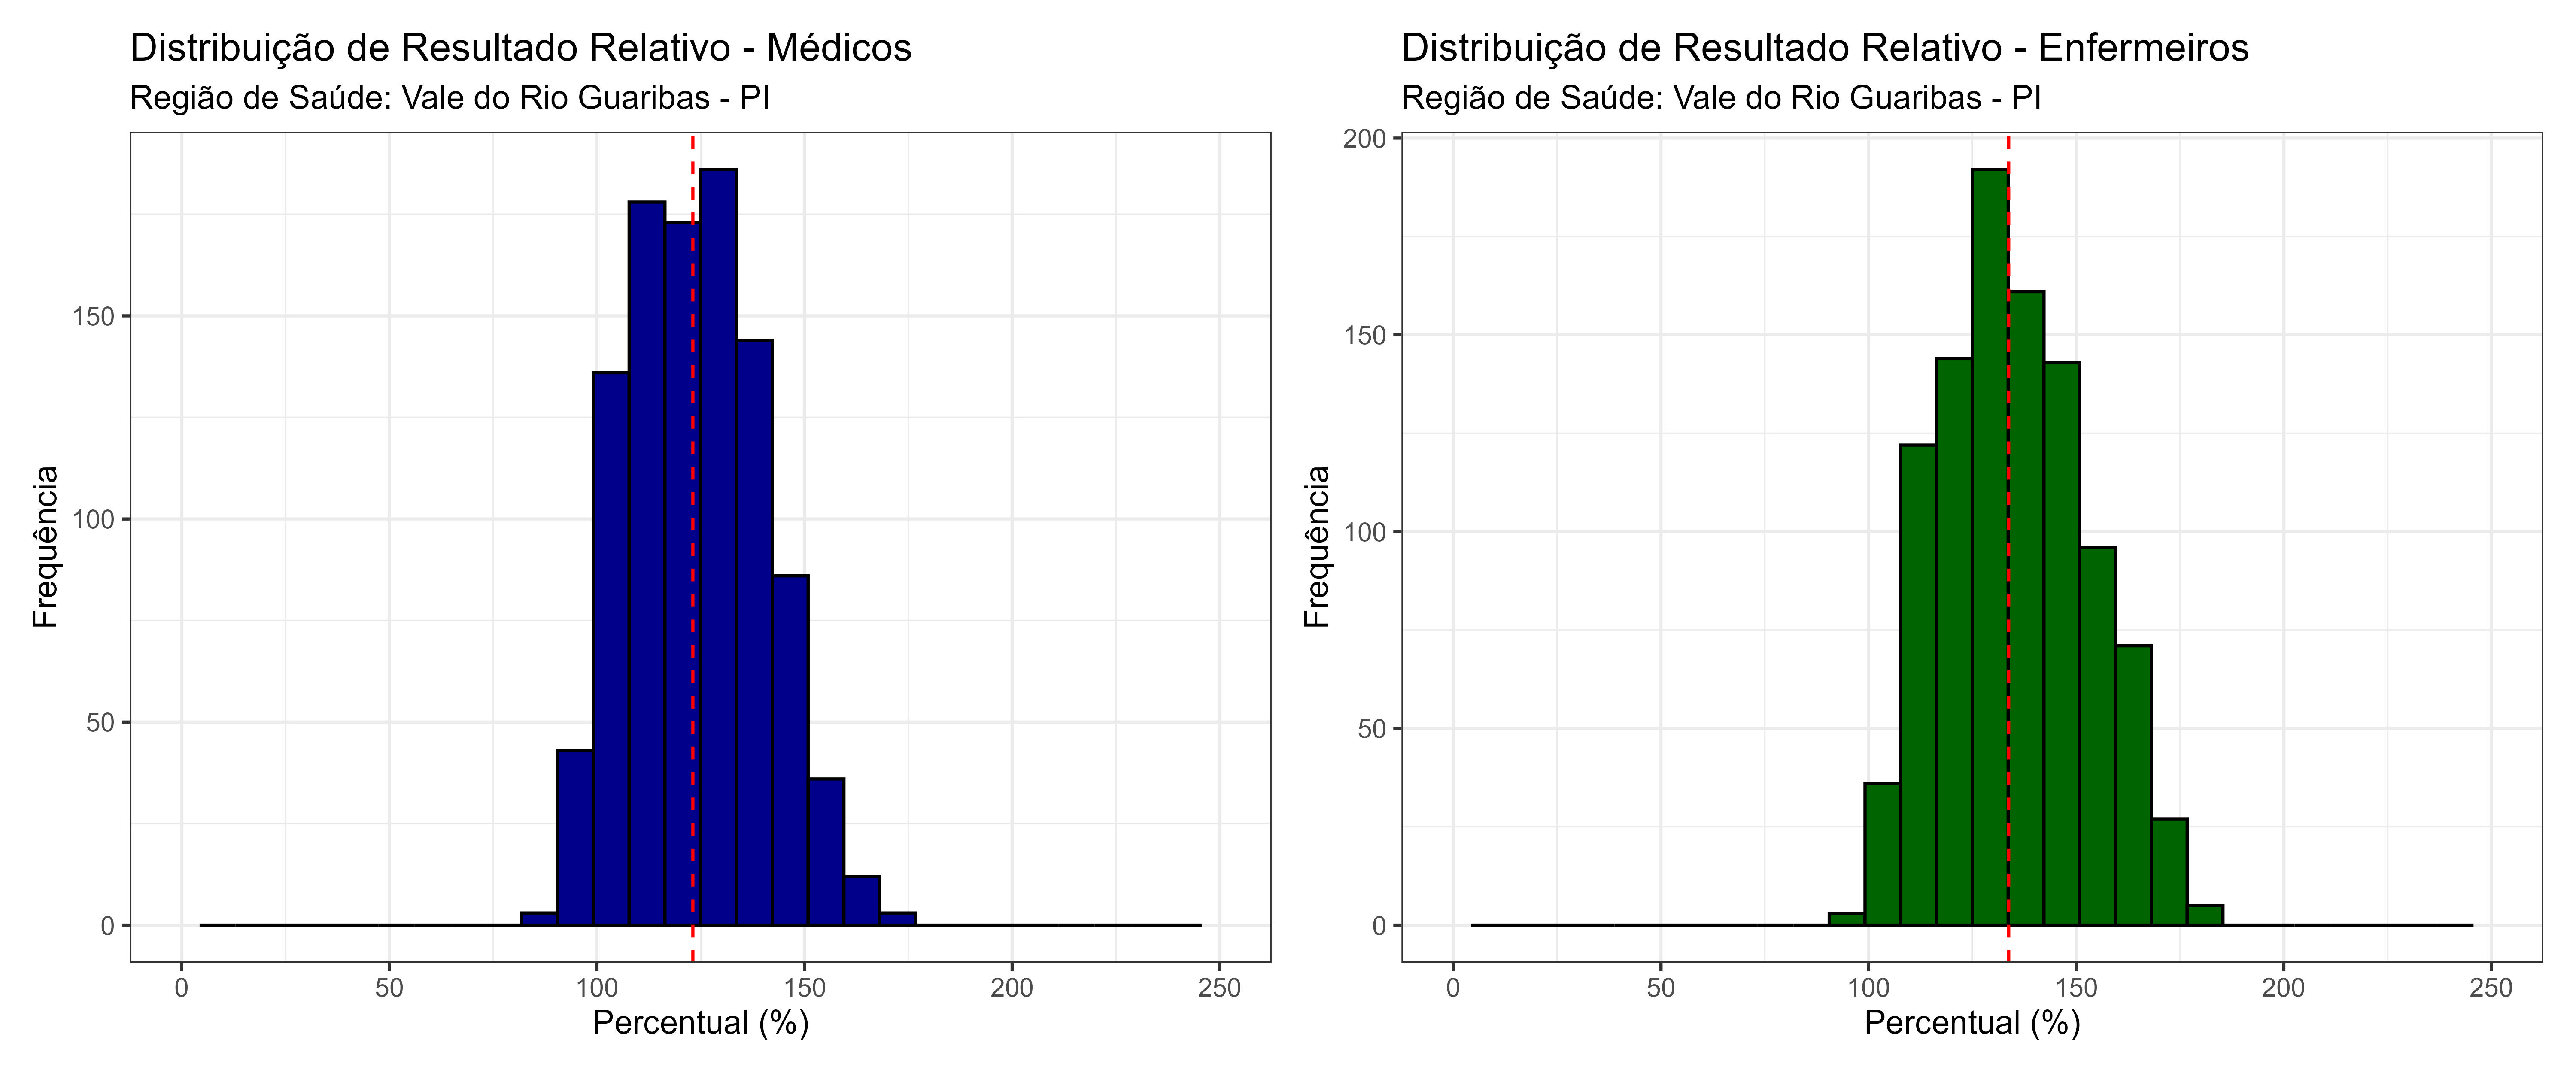 Distribuição de Resultado Relativo - Médicos
Região de Saúde: Vale do Rio Guaribas - PI
Frequência
150
100
50
0
0 50 100 150 200 250
Percentual (%)
Distribuição de Resultado Relativo - Enfermeiros
Região de Saúde: Vale do Rio Guaribas - PI
Frequência
200
150
100
50
0
0 50 100 150 200 250
Percentual (%)